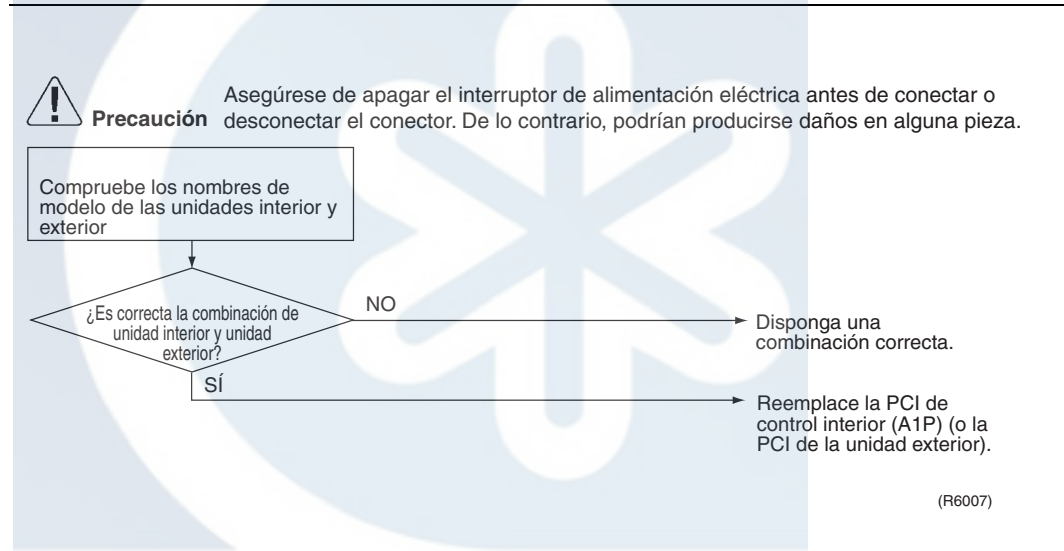 Asegúrese de apagar el interruptor de alimentación eléctrica antes de conectar o
Precaución desconectar el conector. De lo contrario, podrían producirse daños en alguna pieza.
Compruebe los nombres de
modelo de las unidades interior y
exterior
¿Es correcta la combinación de
unidad interior y unidad
exterior?
NO
Disponga una
combinación correcta.
SÍ
Reemplace la PCI de
control interior (A1P) (o la
PCI de la unidad exterior).
(R6007)